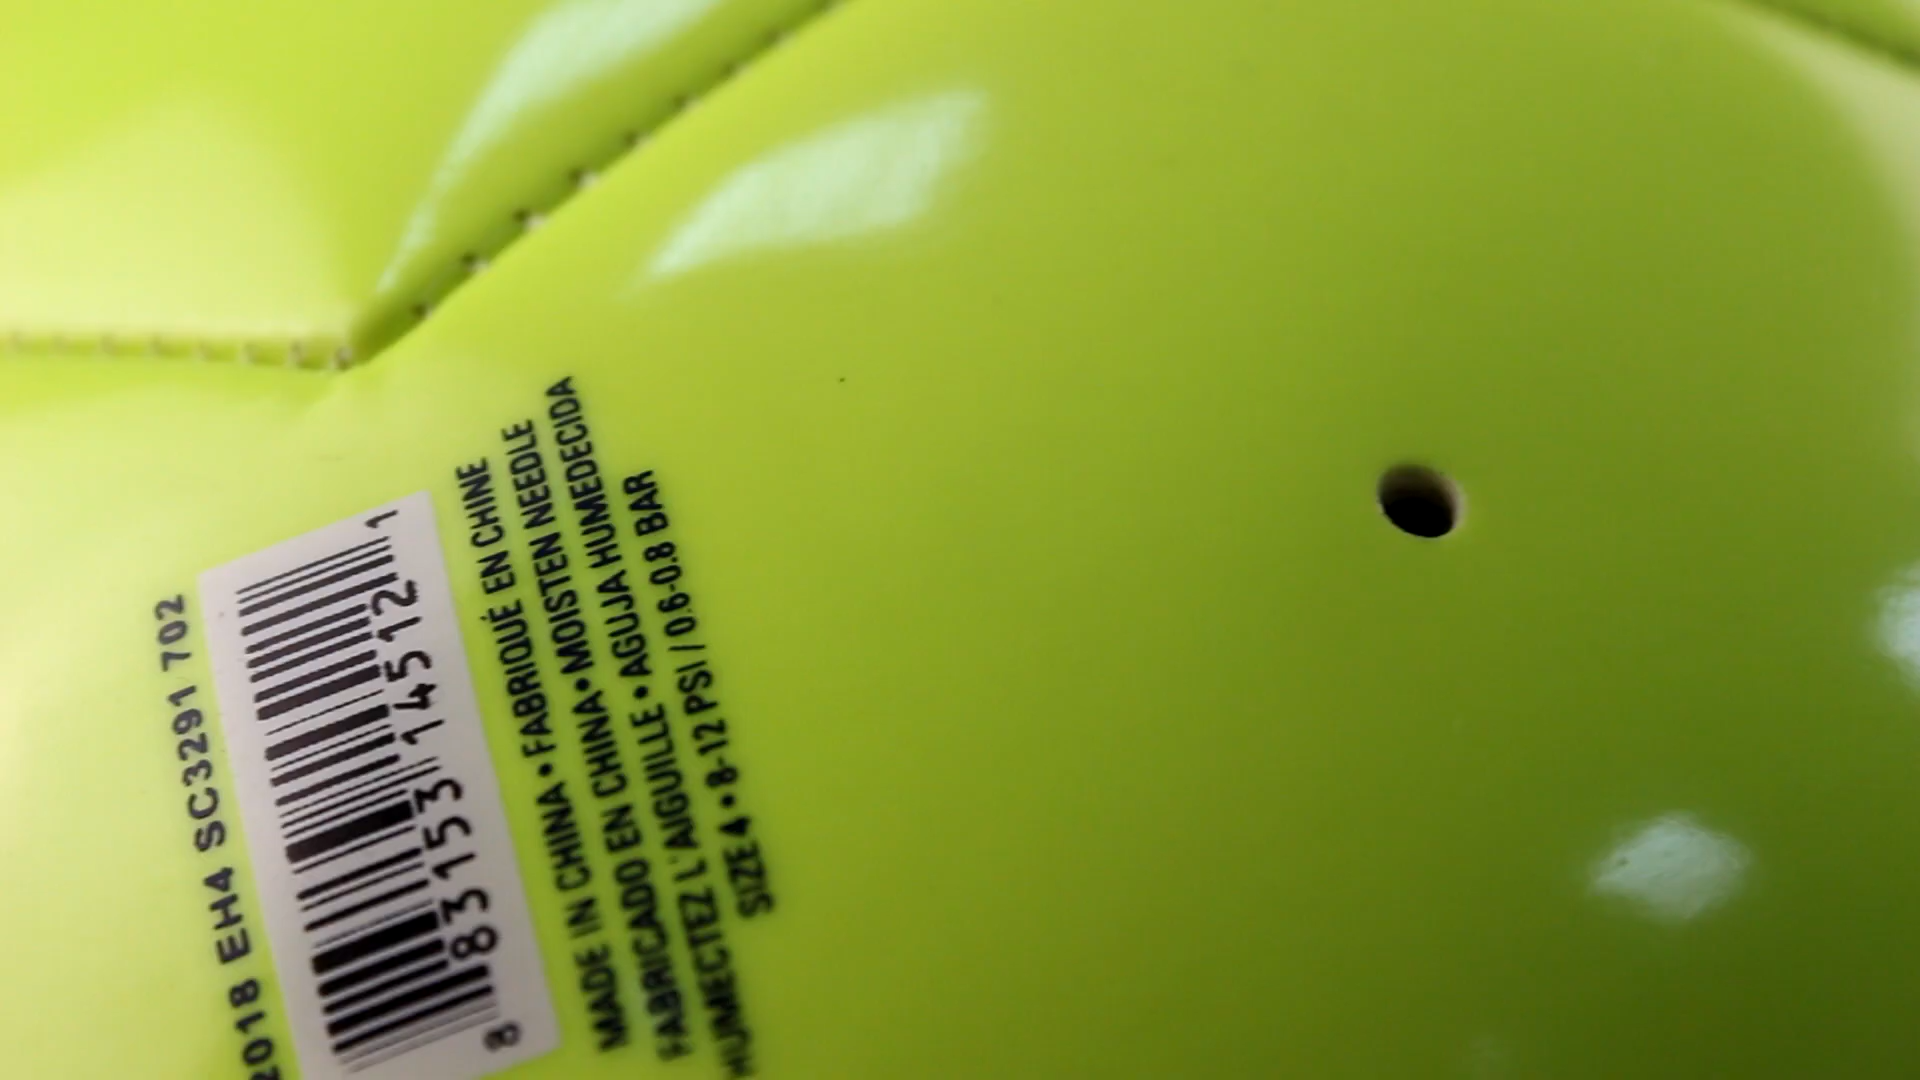 2018 EH4 SC3291 702
8 83153 14512 1
MADE IN CHINA • FABRIQUÉ EN CHINE
FABRICADO EN CHINA • MOISTEN NEEDLE
HUMECTEZ L'AIGUILLE • AGUJA HUMEDECIDA
SIZE 4 • 8-12 PSI / 0.6-0.8 BAR